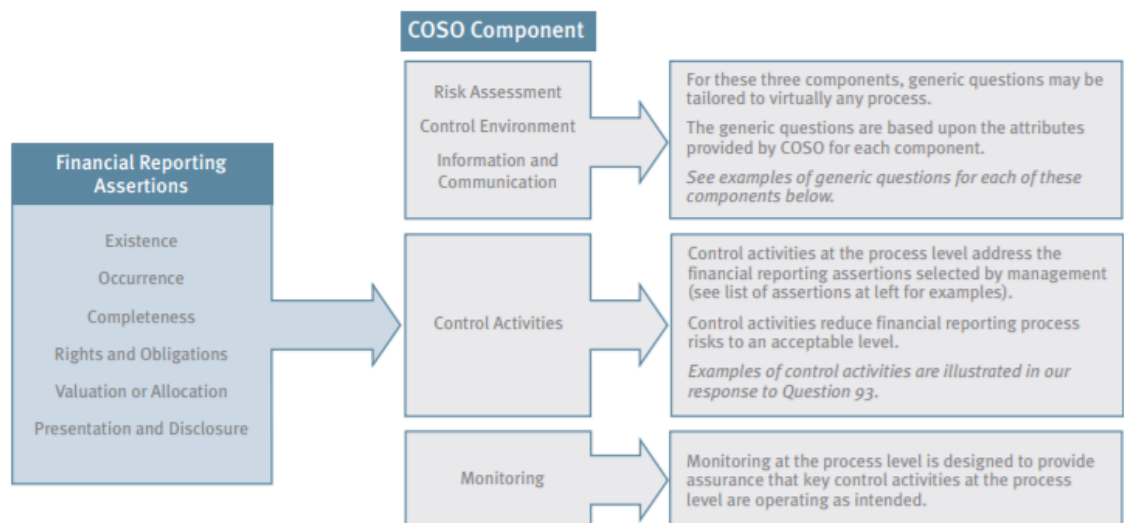 COSO Component
Risk Assessment
Control Environment
Information and
Communication
For these three components, generic questions may be
tailored to virtually any process.
The generic questions are based upon the attributes
provided by COSO for each component.
See examples of generic questions for each of these
components below.
Financial Reporting
Assertions
Existence
Occurrence
Completeness
Rights and Obligations
Valuation or Allocation
Presentation and Disclosure
Control Activities
Control activities at the process level address the
financial reporting assertions selected by management
(see list of assertions at left for examples).
Control activities reduce financial reporting process
risks to an acceptable level.
Examples of control activities are illustrated in our
response to Question 93.
Monitoring
Monitoring at the process level is designed to provide
assurance that key control activities at the process
level are operating as intended.